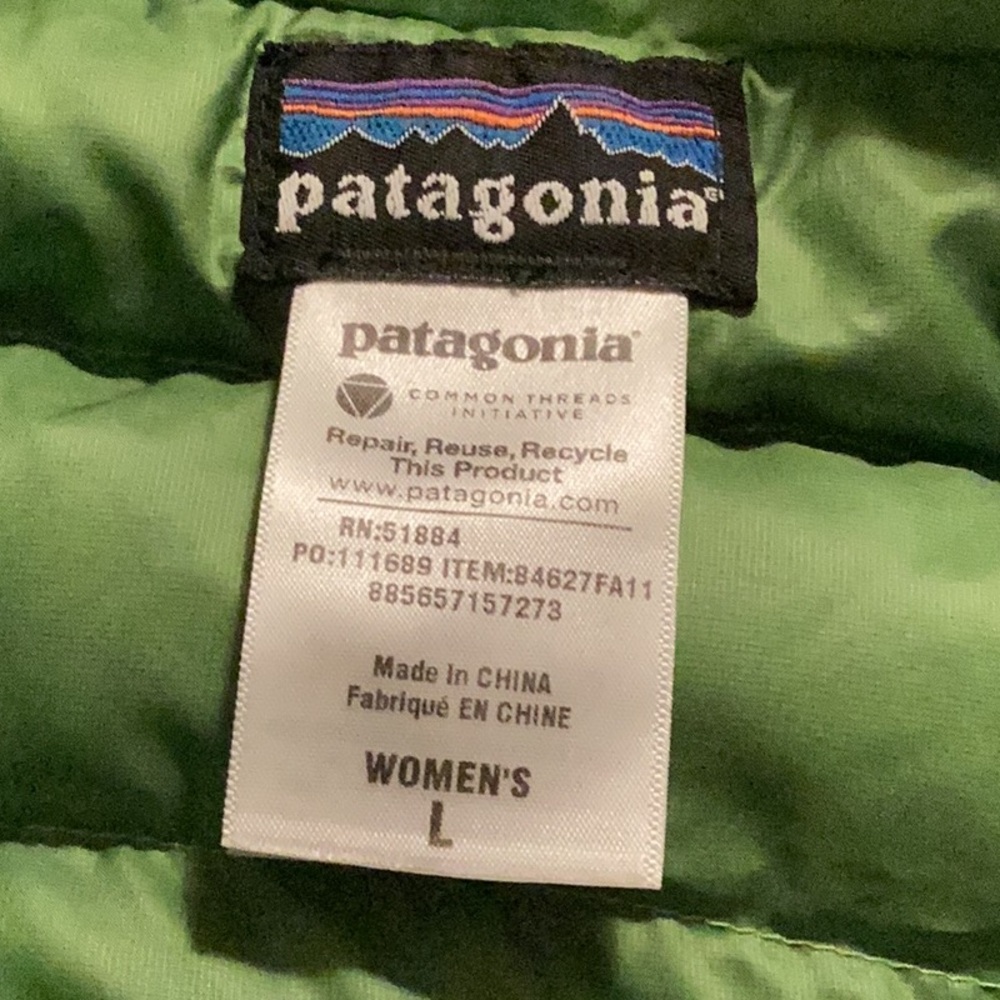 patagonia®
patagonia®
COMMON THREADS
INITIATIVE
Repair, Reuse, Recycle
This Product
www.patagonia.com
RN:51884
PO:111689 ITEM:84627FA11
885657157273
Made In CHINA
Fabriqué EN CHINE
WOMEN'S
L